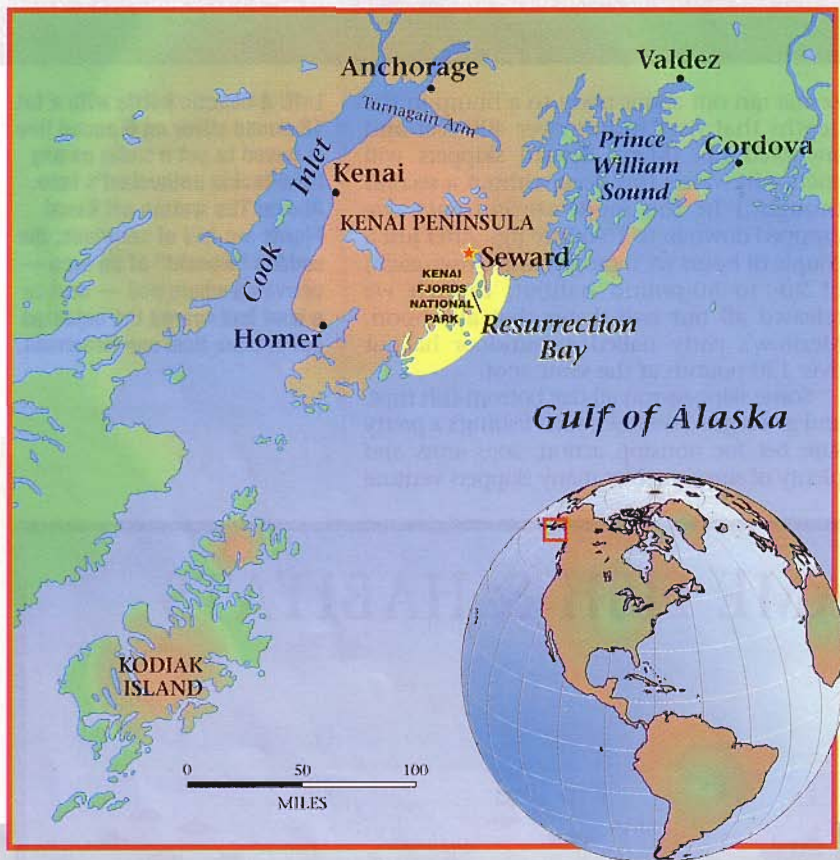 Anchorage
Valdez
Turnagain Arm
Prince
William
Sound
Cordova
Cook Inlet
Kenai
KENAI PENINSULA
Seward
KENAI
FJORDS
NATIONAL
PARK
Resurrection
Bay
Homer
Gulf of Alaska
KODIAK
ISLAND
0 50 100
MILES